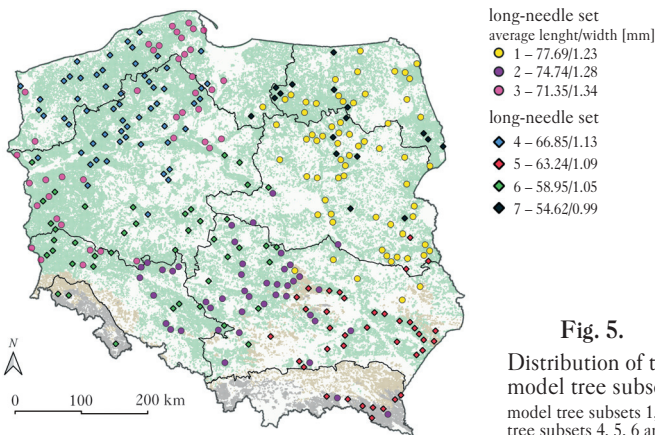 long-needle set
average lenght/width [mm]
1 – 77.69/1.23
2 – 74.74/1.28
3 – 71.35/1.34
long-needle set
4 – 66.85/1.13
5 – 63.24/1.09
6 – 58.95/1.05
7 – 54.62/0.99
N
0 100 200 km
Fig. 5.
Distribution of t
model tree subse
model tree subsets 1,
tree subsets 4, 5, 6 an